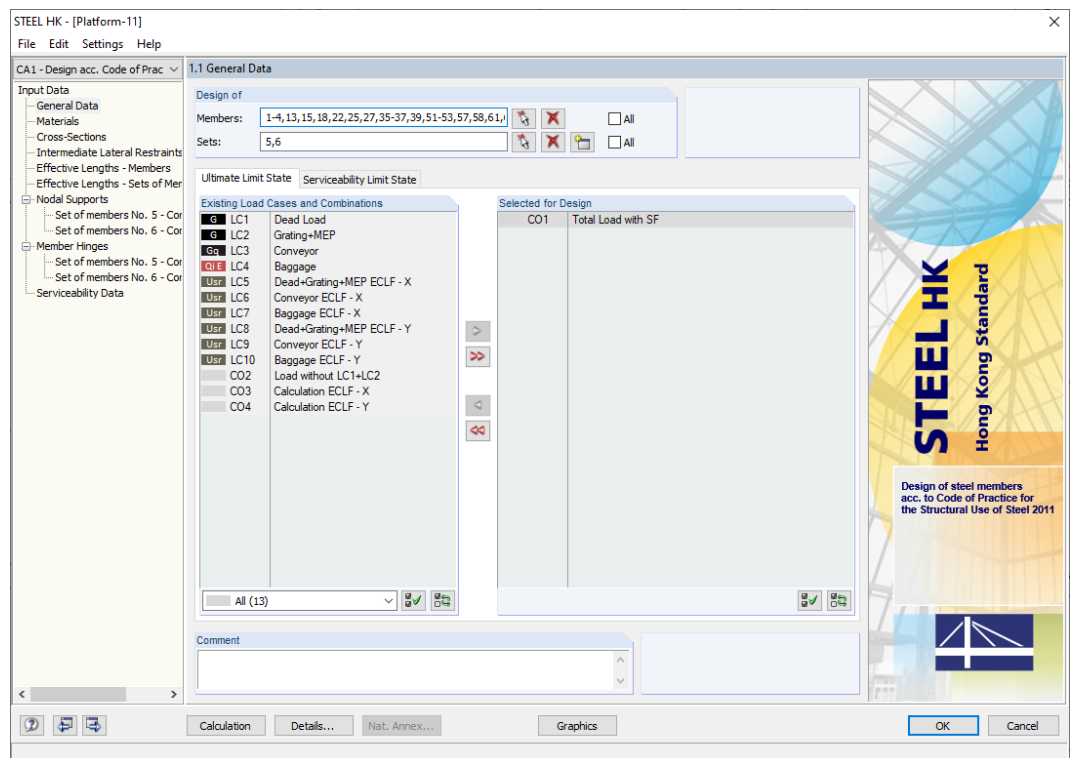 STEEL HK - [Platform-11]
File Edit Settings Help
CA1 - Design acc. Code of Prac
1.1 General Data
Input Data
General Data
Materials
Cross-Sections
Intermediate Lateral Restraints
Effective Lengths - Members
Effective Lengths - Sets of Mer
Nodal Supports
Set of members No. 5 - Cor
Set of members No. 6 - Cor
Member Hinges
Set of members No. 5 - Cor
Set of members No. 6 - Cor
Serviceability Data
Design of
Members: 1-4,13,15,18,22,25,27,35-37,39,51-53,57,58,61, All
Sets: 5,6 All
Ultimate Limit State Serviceability Limit State
Existing Load Cases and Combinations
G LC1 Dead Load
G LC2 Grating+MEP
Gq LC3 Conveyor
Qi E LC4 Baggage
Usr LC5 Dead+Grating+MEP ECLF - X
Usr LC6 Conveyor ECLF - X
Usr LC7 Baggage ECLF - X
Usr LC8 Dead+Grating+MEP ECLF - Y
Usr LC9 Conveyor ECLF - Y
Usr LC10 Baggage ECLF - Y
CO2 Load without LC1+LC2
CO3 Calculation ECLF - X
CO4 Calculation ECLF - Y
All (13)
Selected for Design
CO1 Total Load with SF
Comment
STEEL HK
Hong Kong Standard
Design of steel members
acc. to Code of Practice for
the Structural Use of Steel 2011
Calculation Details... Nat. Annex... Graphics OK Cancel